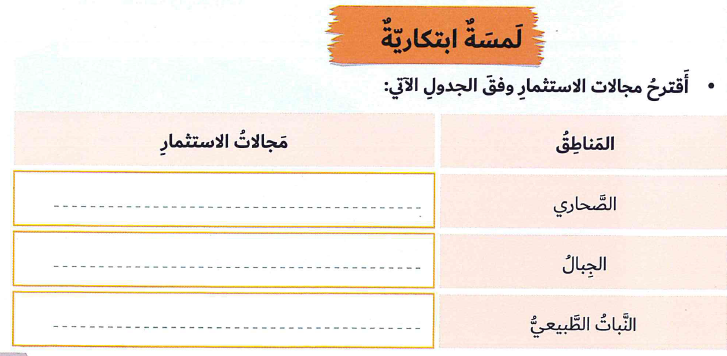 لَمسَةٌ ابتكاريّةٌ
• أَقترحُ مجالات الاستثمارِ وفقَ الجدولِ الآتي:
المَناطِقُ مَجالاتُ الاستثمارِ
الصَّحاري
الجِبالُ
النَّباتُ الطَّبيعيُّ